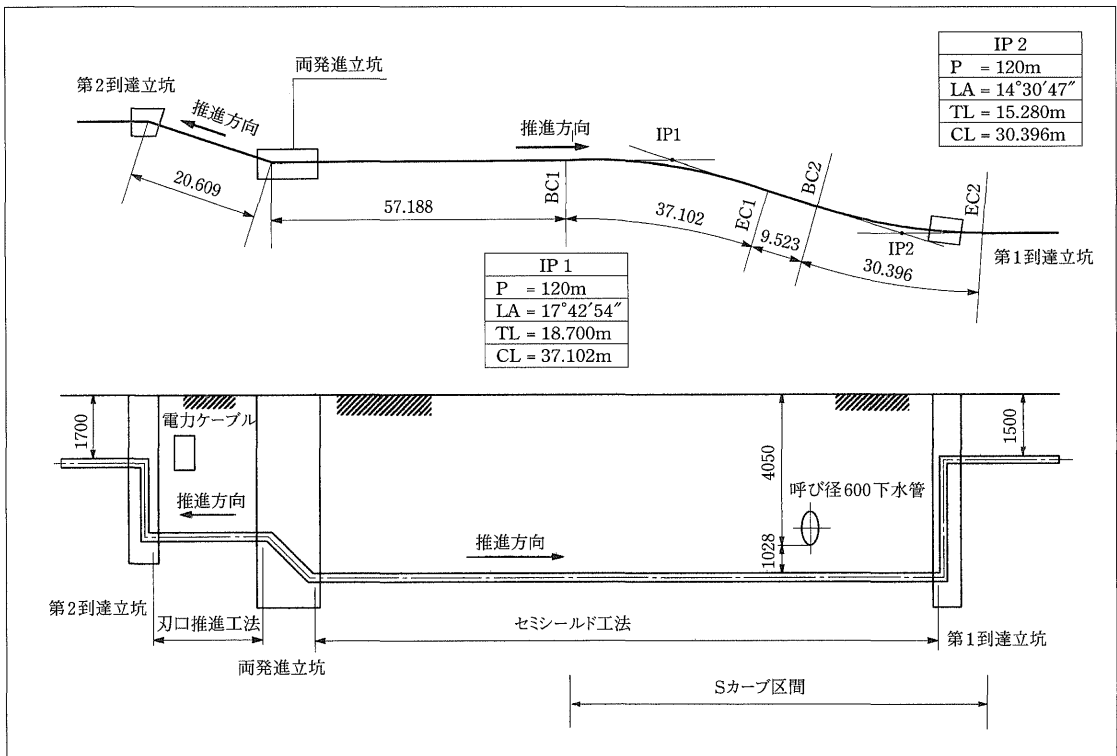 両発進立坑
第2到達立坑
推進方向
推進方向
IP1
BC1
BC2
EC1
EC2
IP2
第1到達立坑
20.609
57.188
37.102
9.523
30.396
IP 2
P = 120m
LA = 14°30′47″
TL = 15.280m
CL = 30.396m
IP 1
P = 120m
LA = 17°42′54″
TL = 18.700m
CL = 37.102m
1700
電力ケーブル
推進方向
推進方向
4050
1028
呼び径600下水管
1500
第2到達立坑
刃口推進工法
両発進立坑
セミシールド工法
第1到達立坑
Sカーブ区間